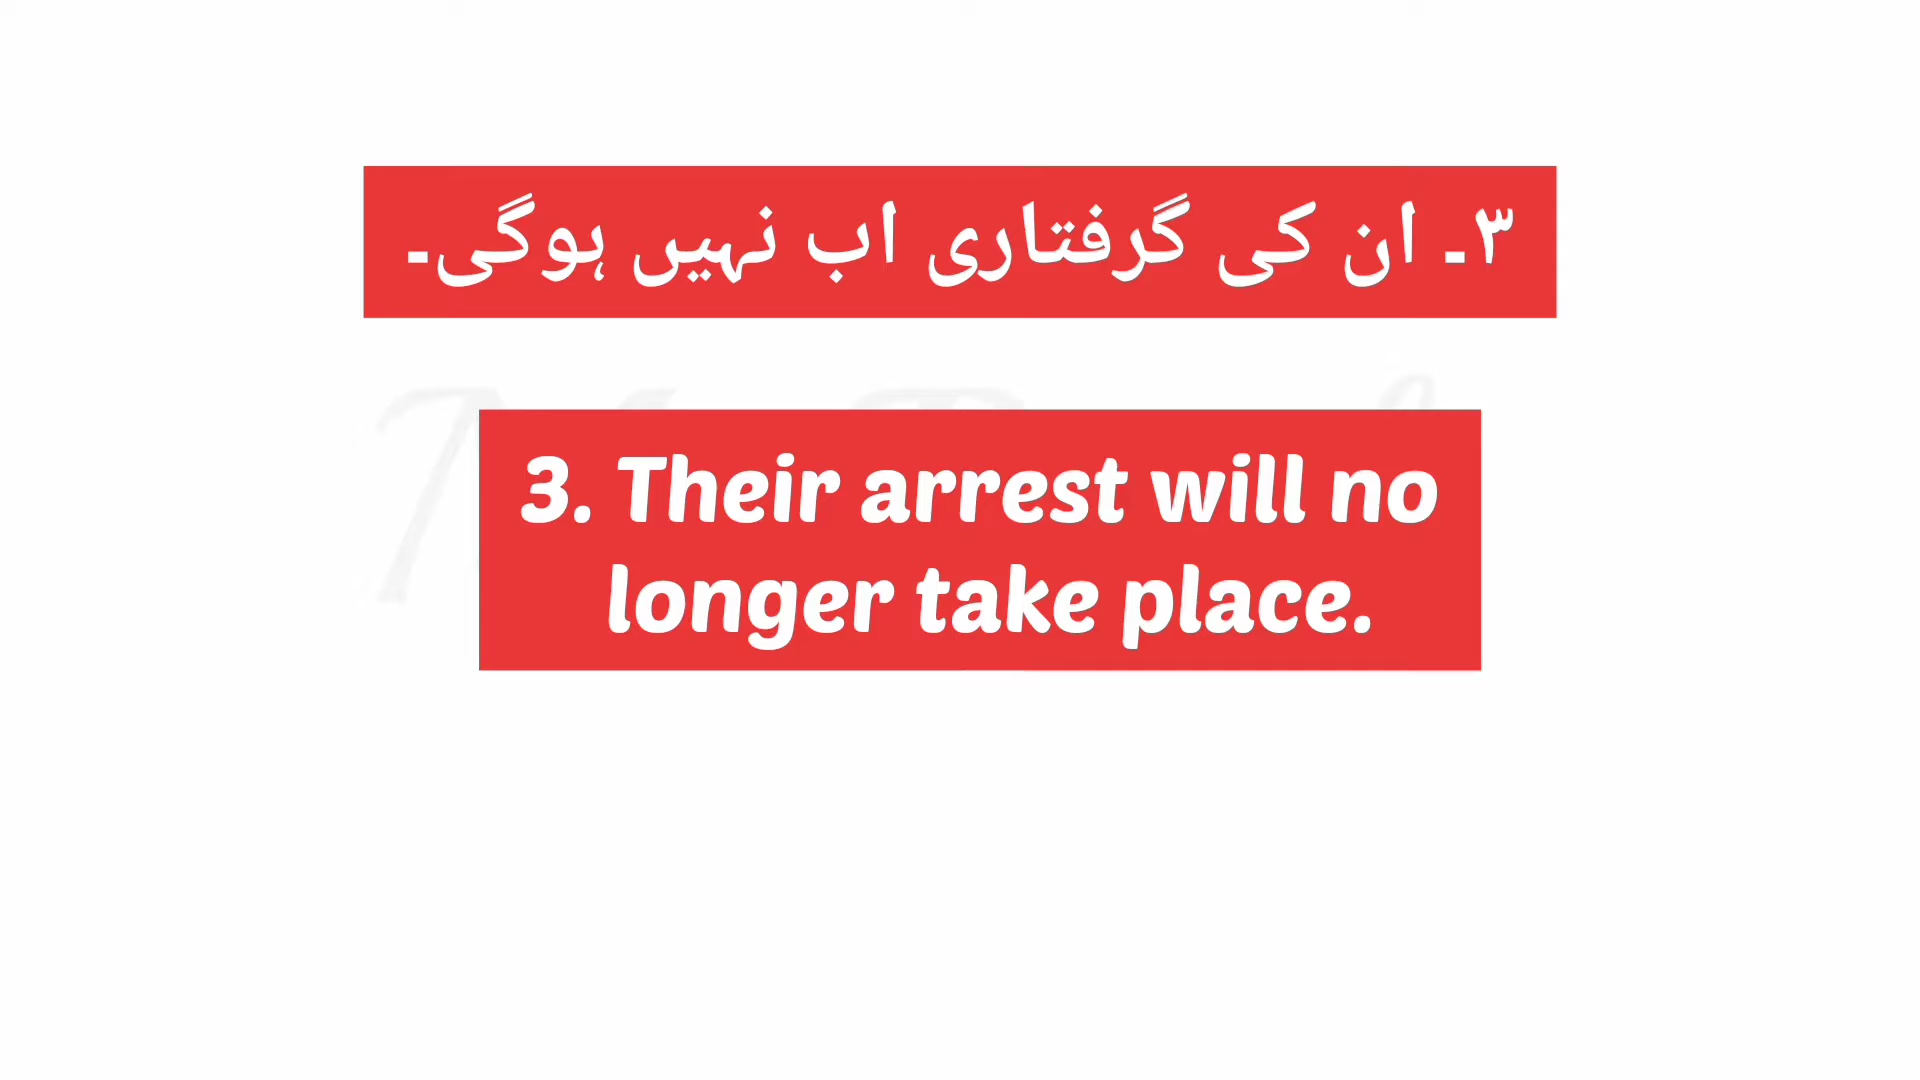 ۳۔ ان کی گرفتاری اب نہیں ہوگی۔
3. Their arrest will no
longer take place.